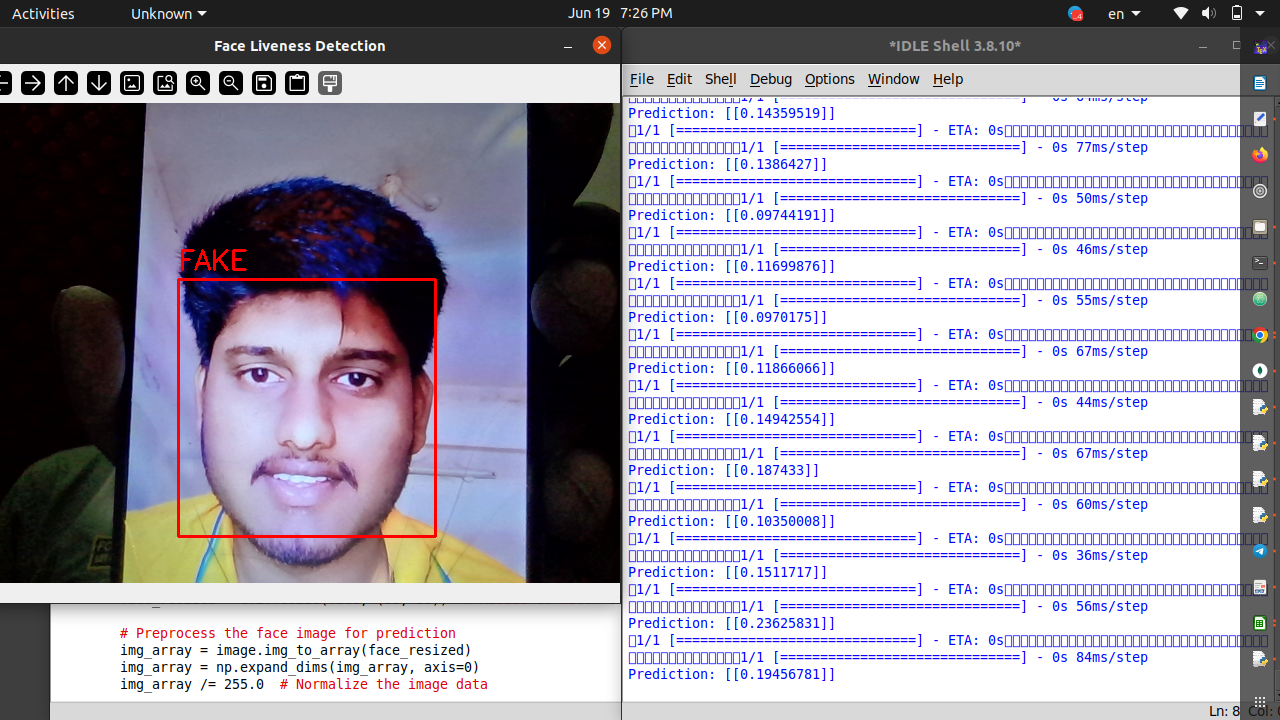 Activities
Unknown
Jun 19 7:26 PM
en
Face Liveness Detection
*IDLE Shell 3.8.10*
File Edit Shell Debug Options Window Help
FAKE
Prediction: [[0.14359519]]
1/1 [==============================] - ETA: 0s
1/1 [==============================] - 0s 77ms/step
Prediction: [[0.1386427]]
1/1 [==============================] - ETA: 0s
1/1 [==============================] - 0s 50ms/step
Prediction: [[0.09744191]]
1/1 [==============================] - ETA: 0s
1/1 [==============================] - 0s 46ms/step
Prediction: [[0.11699876]]
1/1 [==============================] - ETA: 0s
1/1 [==============================] - 0s 55ms/step
Prediction: [[0.0970175]]
1/1 [==============================] - ETA: 0s
1/1 [==============================] - 0s 67ms/step
Prediction: [[0.11866066]]
1/1 [==============================] - ETA: 0s
1/1 [==============================] - 0s 44ms/step
Prediction: [[0.14942554]]
1/1 [==============================] - ETA: 0s
1/1 [==============================] - 0s 67ms/step
Prediction: [[0.187433]]
1/1 [==============================] - ETA: 0s
1/1 [==============================] - 0s 60ms/step
Prediction: [[0.10350008]]
1/1 [==============================] - ETA: 0s
1/1 [==============================] - 0s 36ms/step
Prediction: [[0.1511717]]
1/1 [==============================] - ETA: 0s
1/1 [==============================] - 0s 56ms/step
Prediction: [[0.23625831]]
1/1 [==============================] - ETA: 0s
1/1 [==============================] - 0s 84ms/step
Prediction: [[0.19456781]]
# Preprocess the face image for prediction
img_array = image.img_to_array(face_resized)
img_array = np.expand_dims(img_array, axis=0)
img_array /= 255.0 # Normalize the image data
Ln: 8 Col: